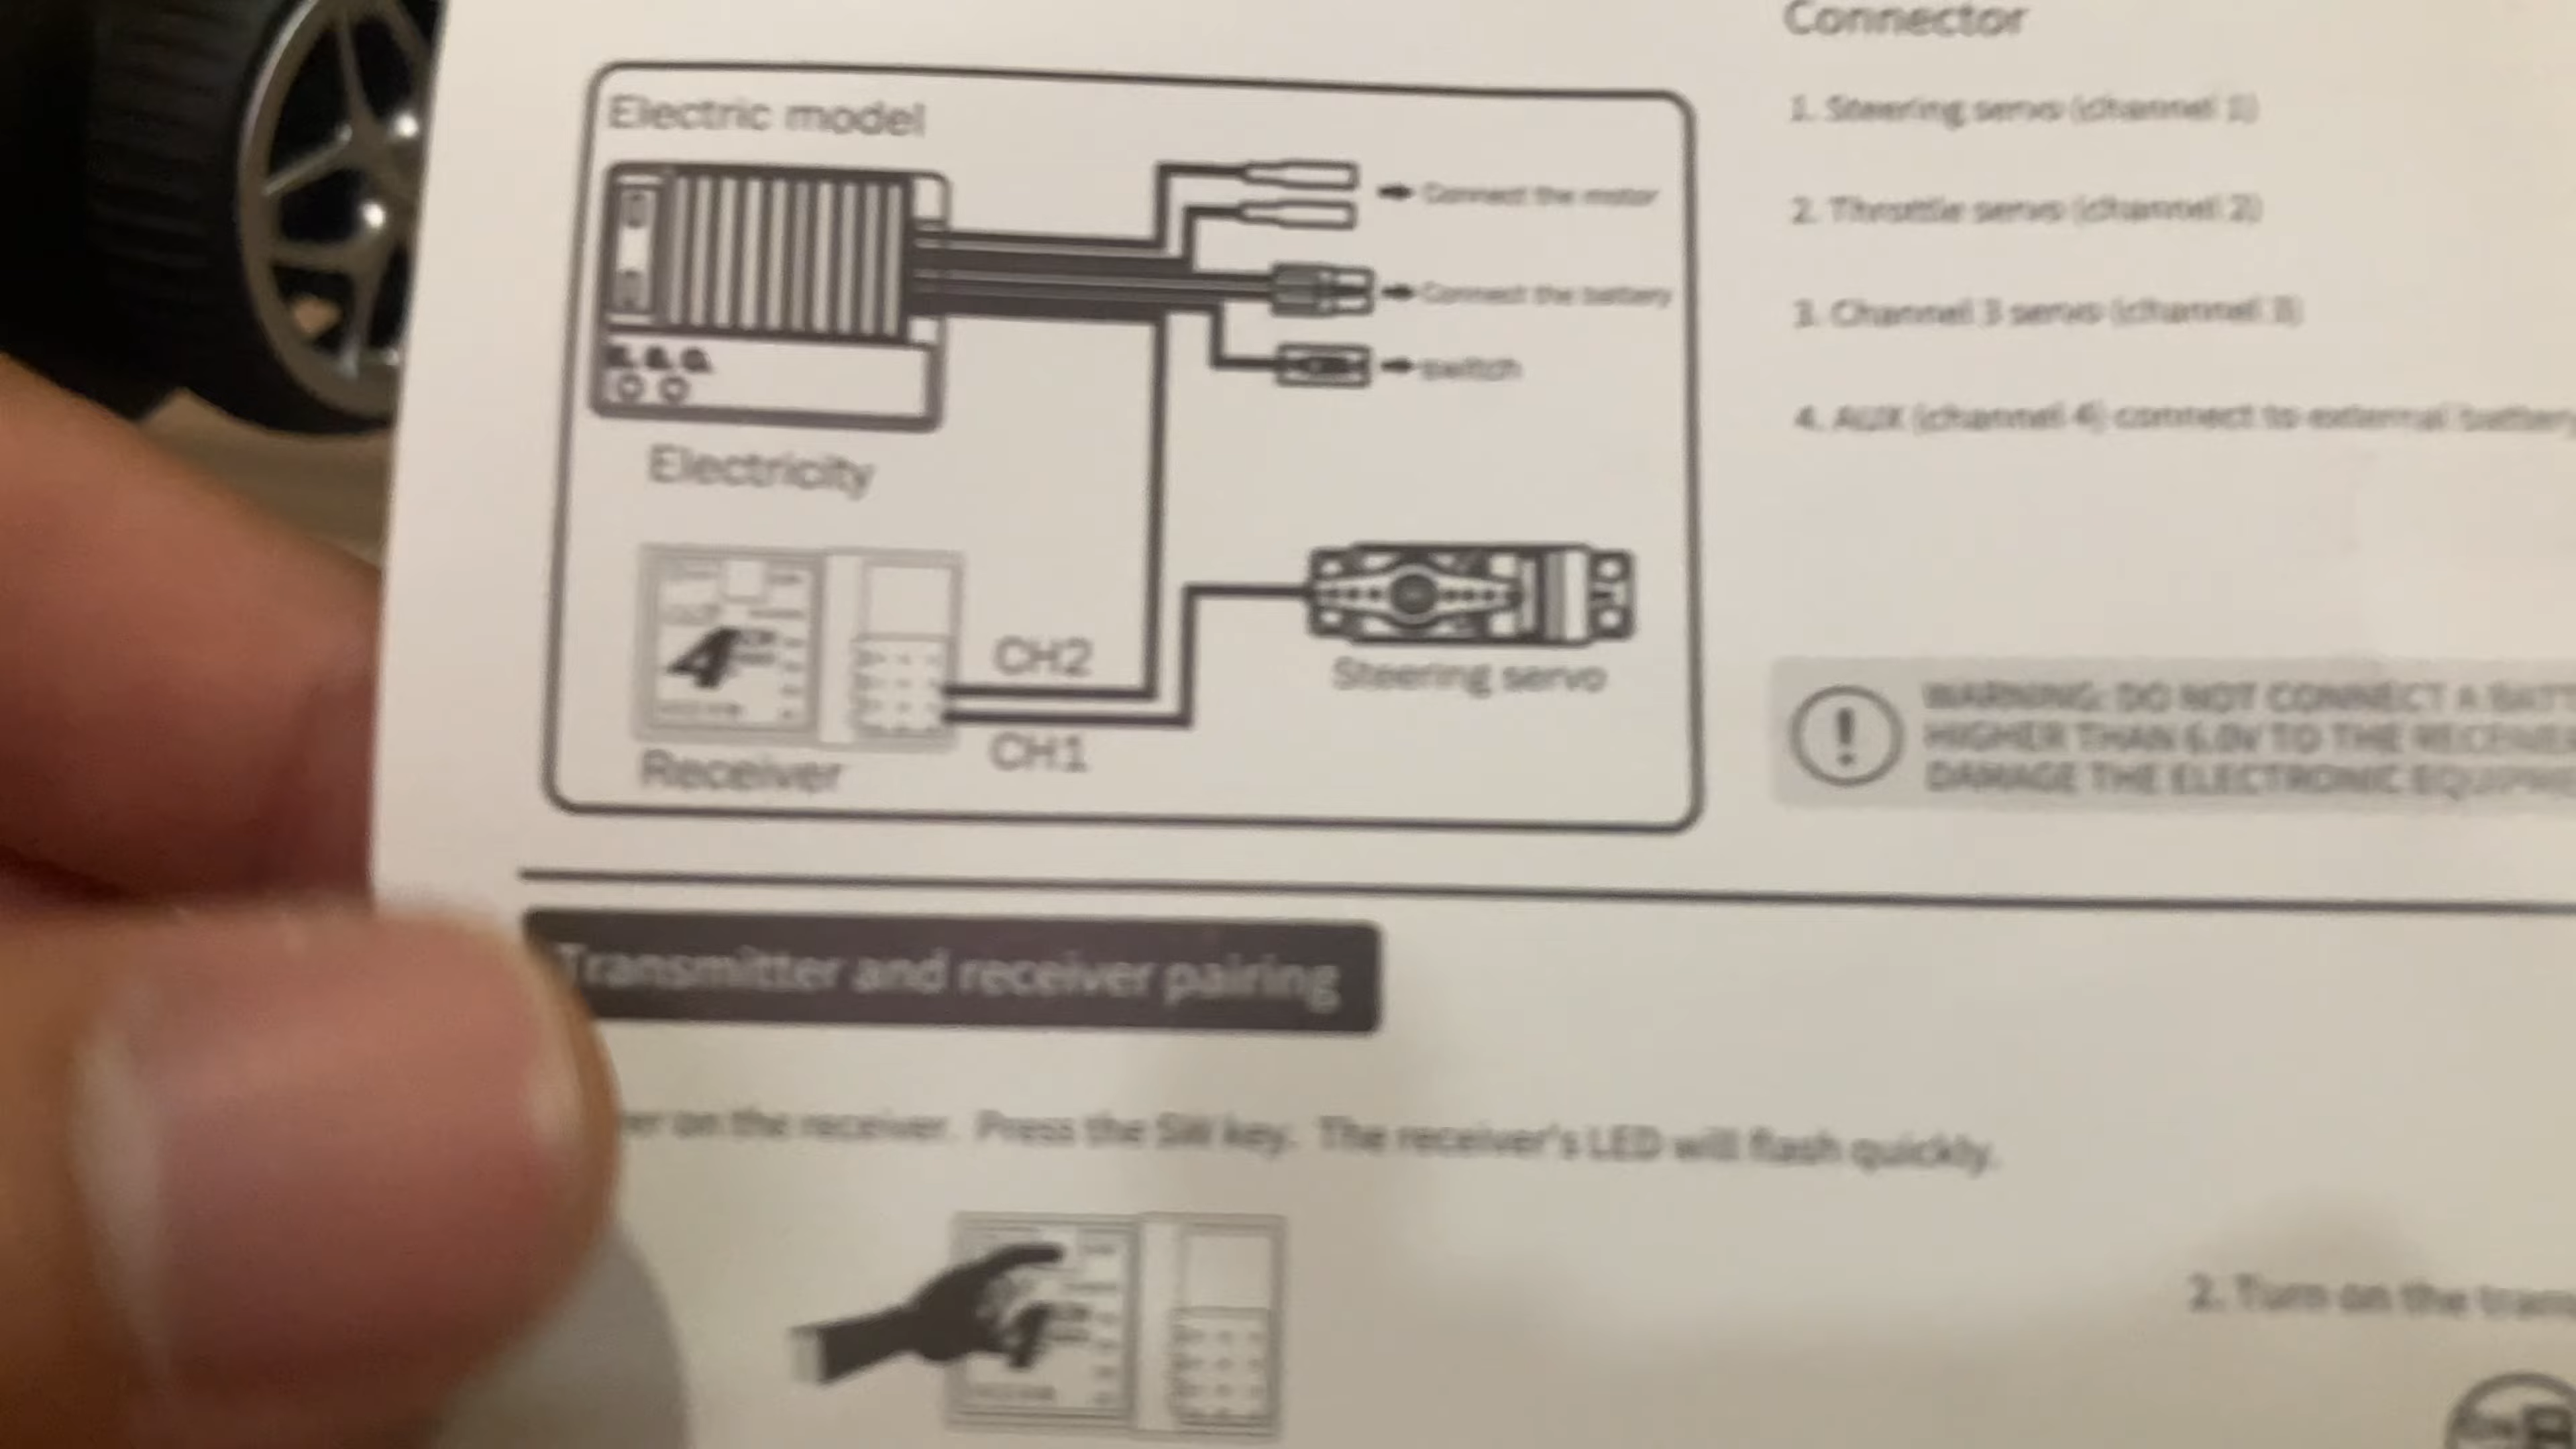 Connector
Electric model
1. Steering servo (channel 1)
Connect the motor
2. Throttle servo (channel 2)
Connect the battery
3. Channel 3 servo (channel 3)
switch
E.S.C.
4. AUX (channel 4) connect to external battery
Electricity
4
CH2
Steering servo
CH1
Receiver
WARNING: DO NOT CONNECT A
HIGHER THAN 6.0V TO THE
DAMAGE THE ELECTRONIC
Transmitter and receiver pairing
on the receiver. Press the SW key. The receiver's LED will flash quickly.
4
2. Turn on the